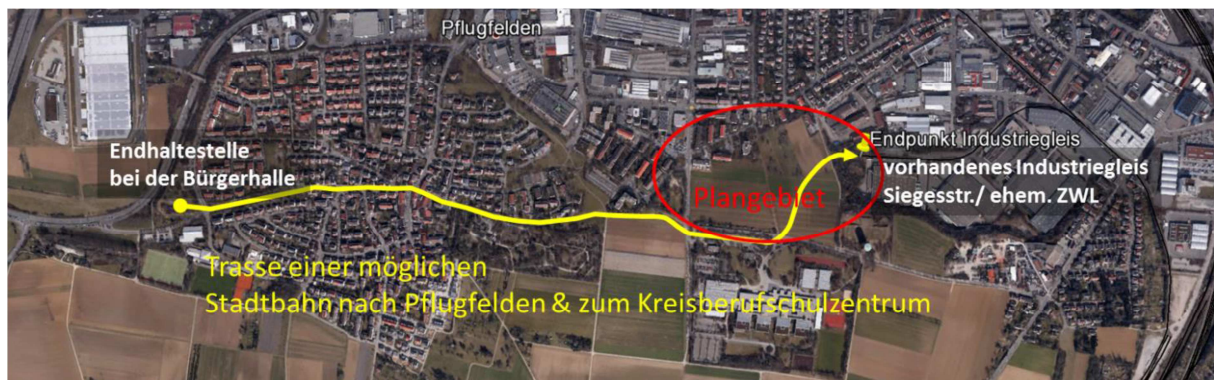 Pflugfelden
Endhaltestelle
bei der Bürgerhalle
Endpunkt Industriegleis
vorhandenes Industriegleis
Siegesstr./ ehem. ZWL
Plangebiet
Trasse einer möglichen
Stadtbahn nach Pflugfelden & zum Kreisberufschulzentrum